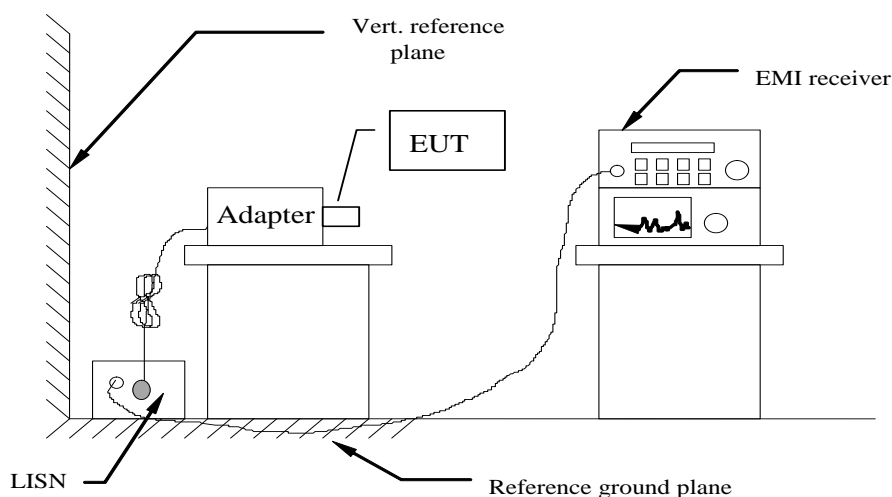 Vert. reference
plane
EMI receiver
EUT
Adapter
LISN
Reference ground plane